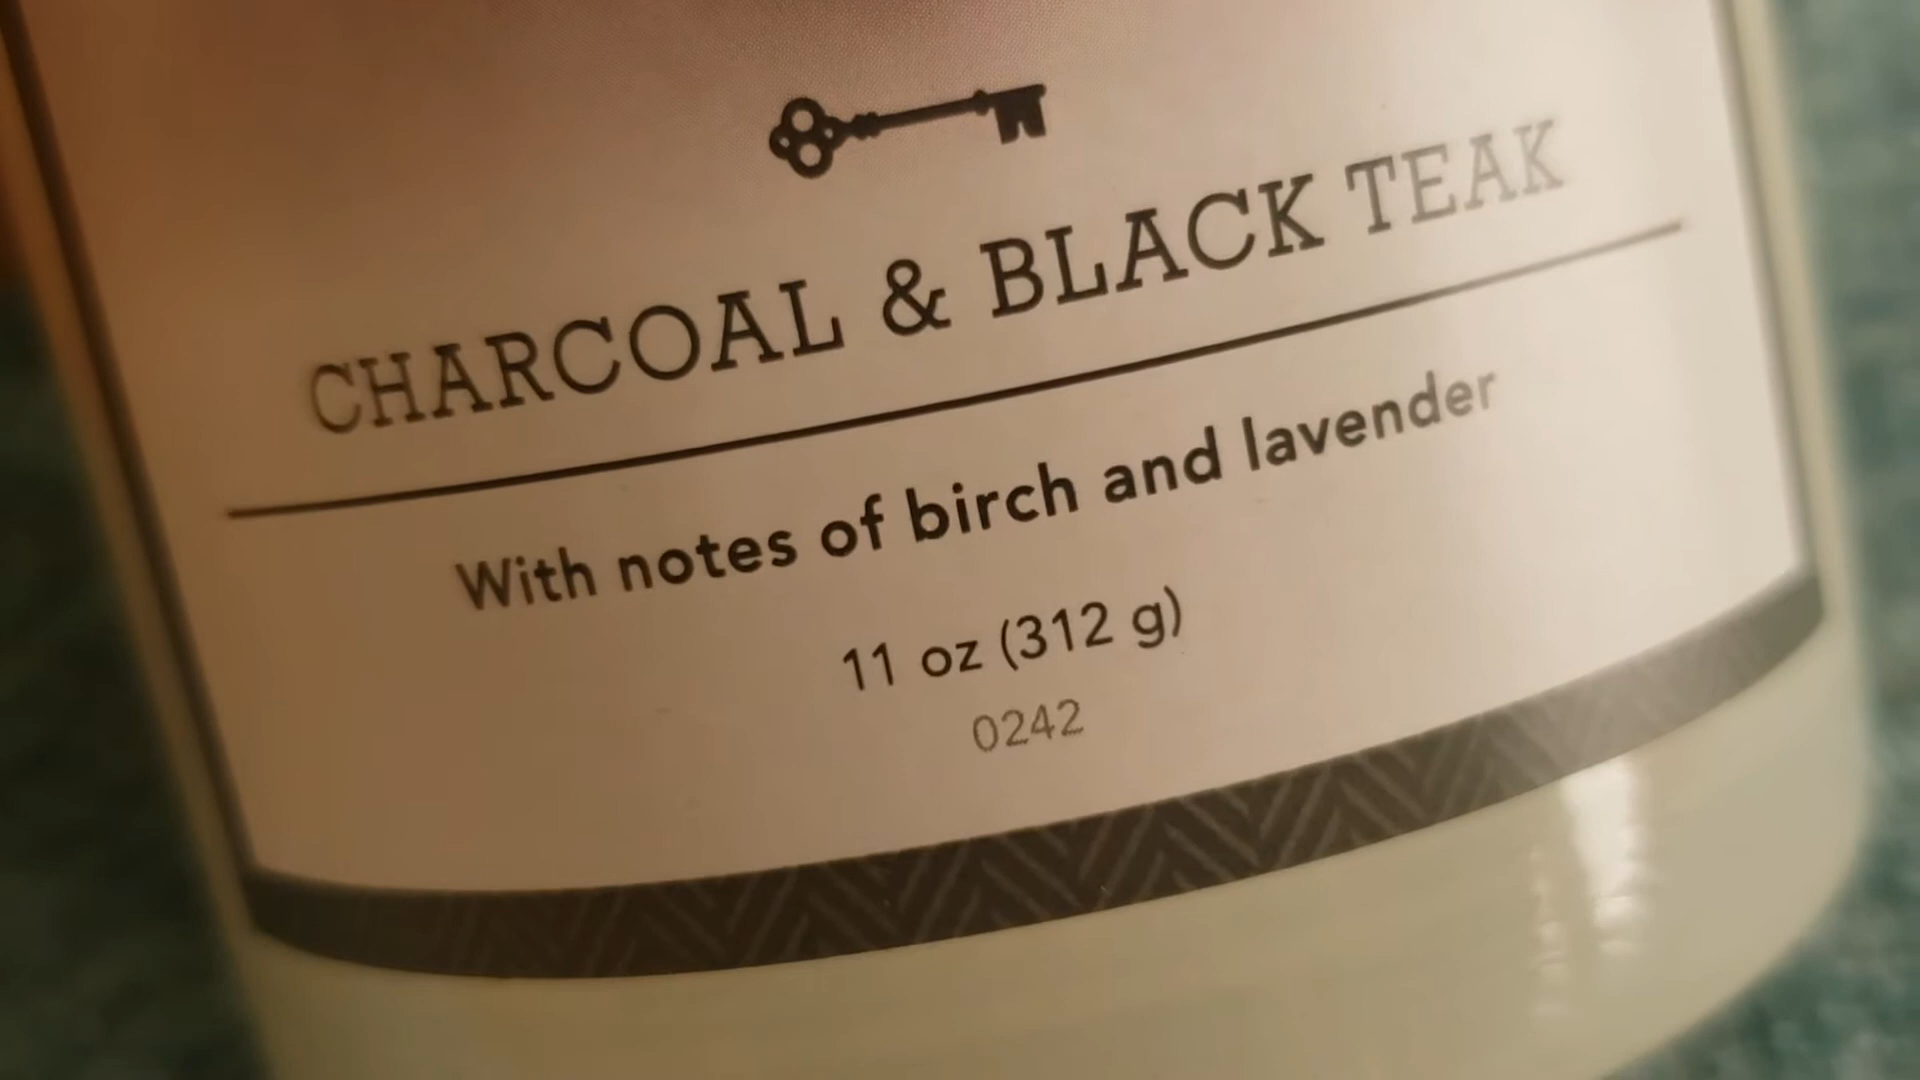 CHARCOAL & BLACK TEAK
With notes of birch and lavender
11 oz (312 g)
0242